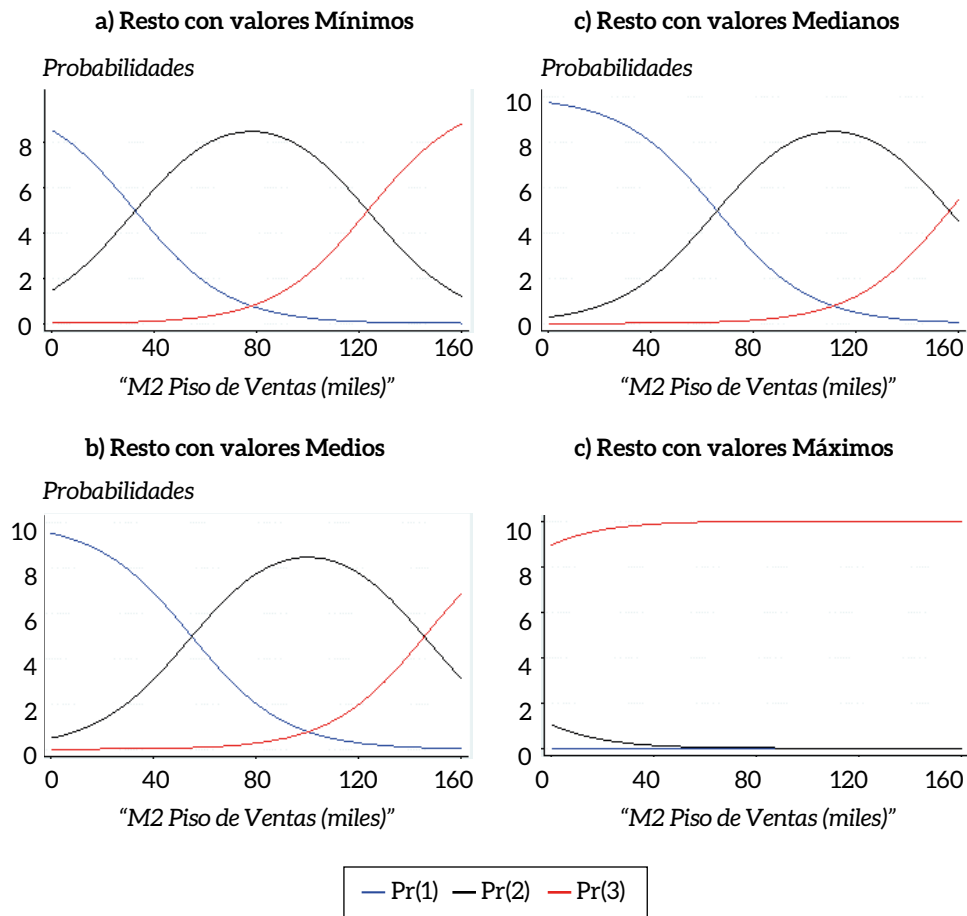 a) Resto con valores Mínimos
Probabilidades
8
6
4
2
0
0 40 80 120 160
“M2 Piso de Ventas (miles)”
c) Resto con valores Medianos
Probabilidades
10
8
6
4
2
0
0 40 80 120 160
“M2 Piso de Ventas (miles)”
b) Resto con valores Medios
Probabilidades
10
8
6
4
2
0
0 40 80 120 160
“M2 Piso de Ventas (miles)”
c) Resto con valores Máximos
10
8
6
4
2
0
0 40 80 120 160
“M2 Piso de Ventas (miles)”
Pr(1) Pr(2) Pr(3)